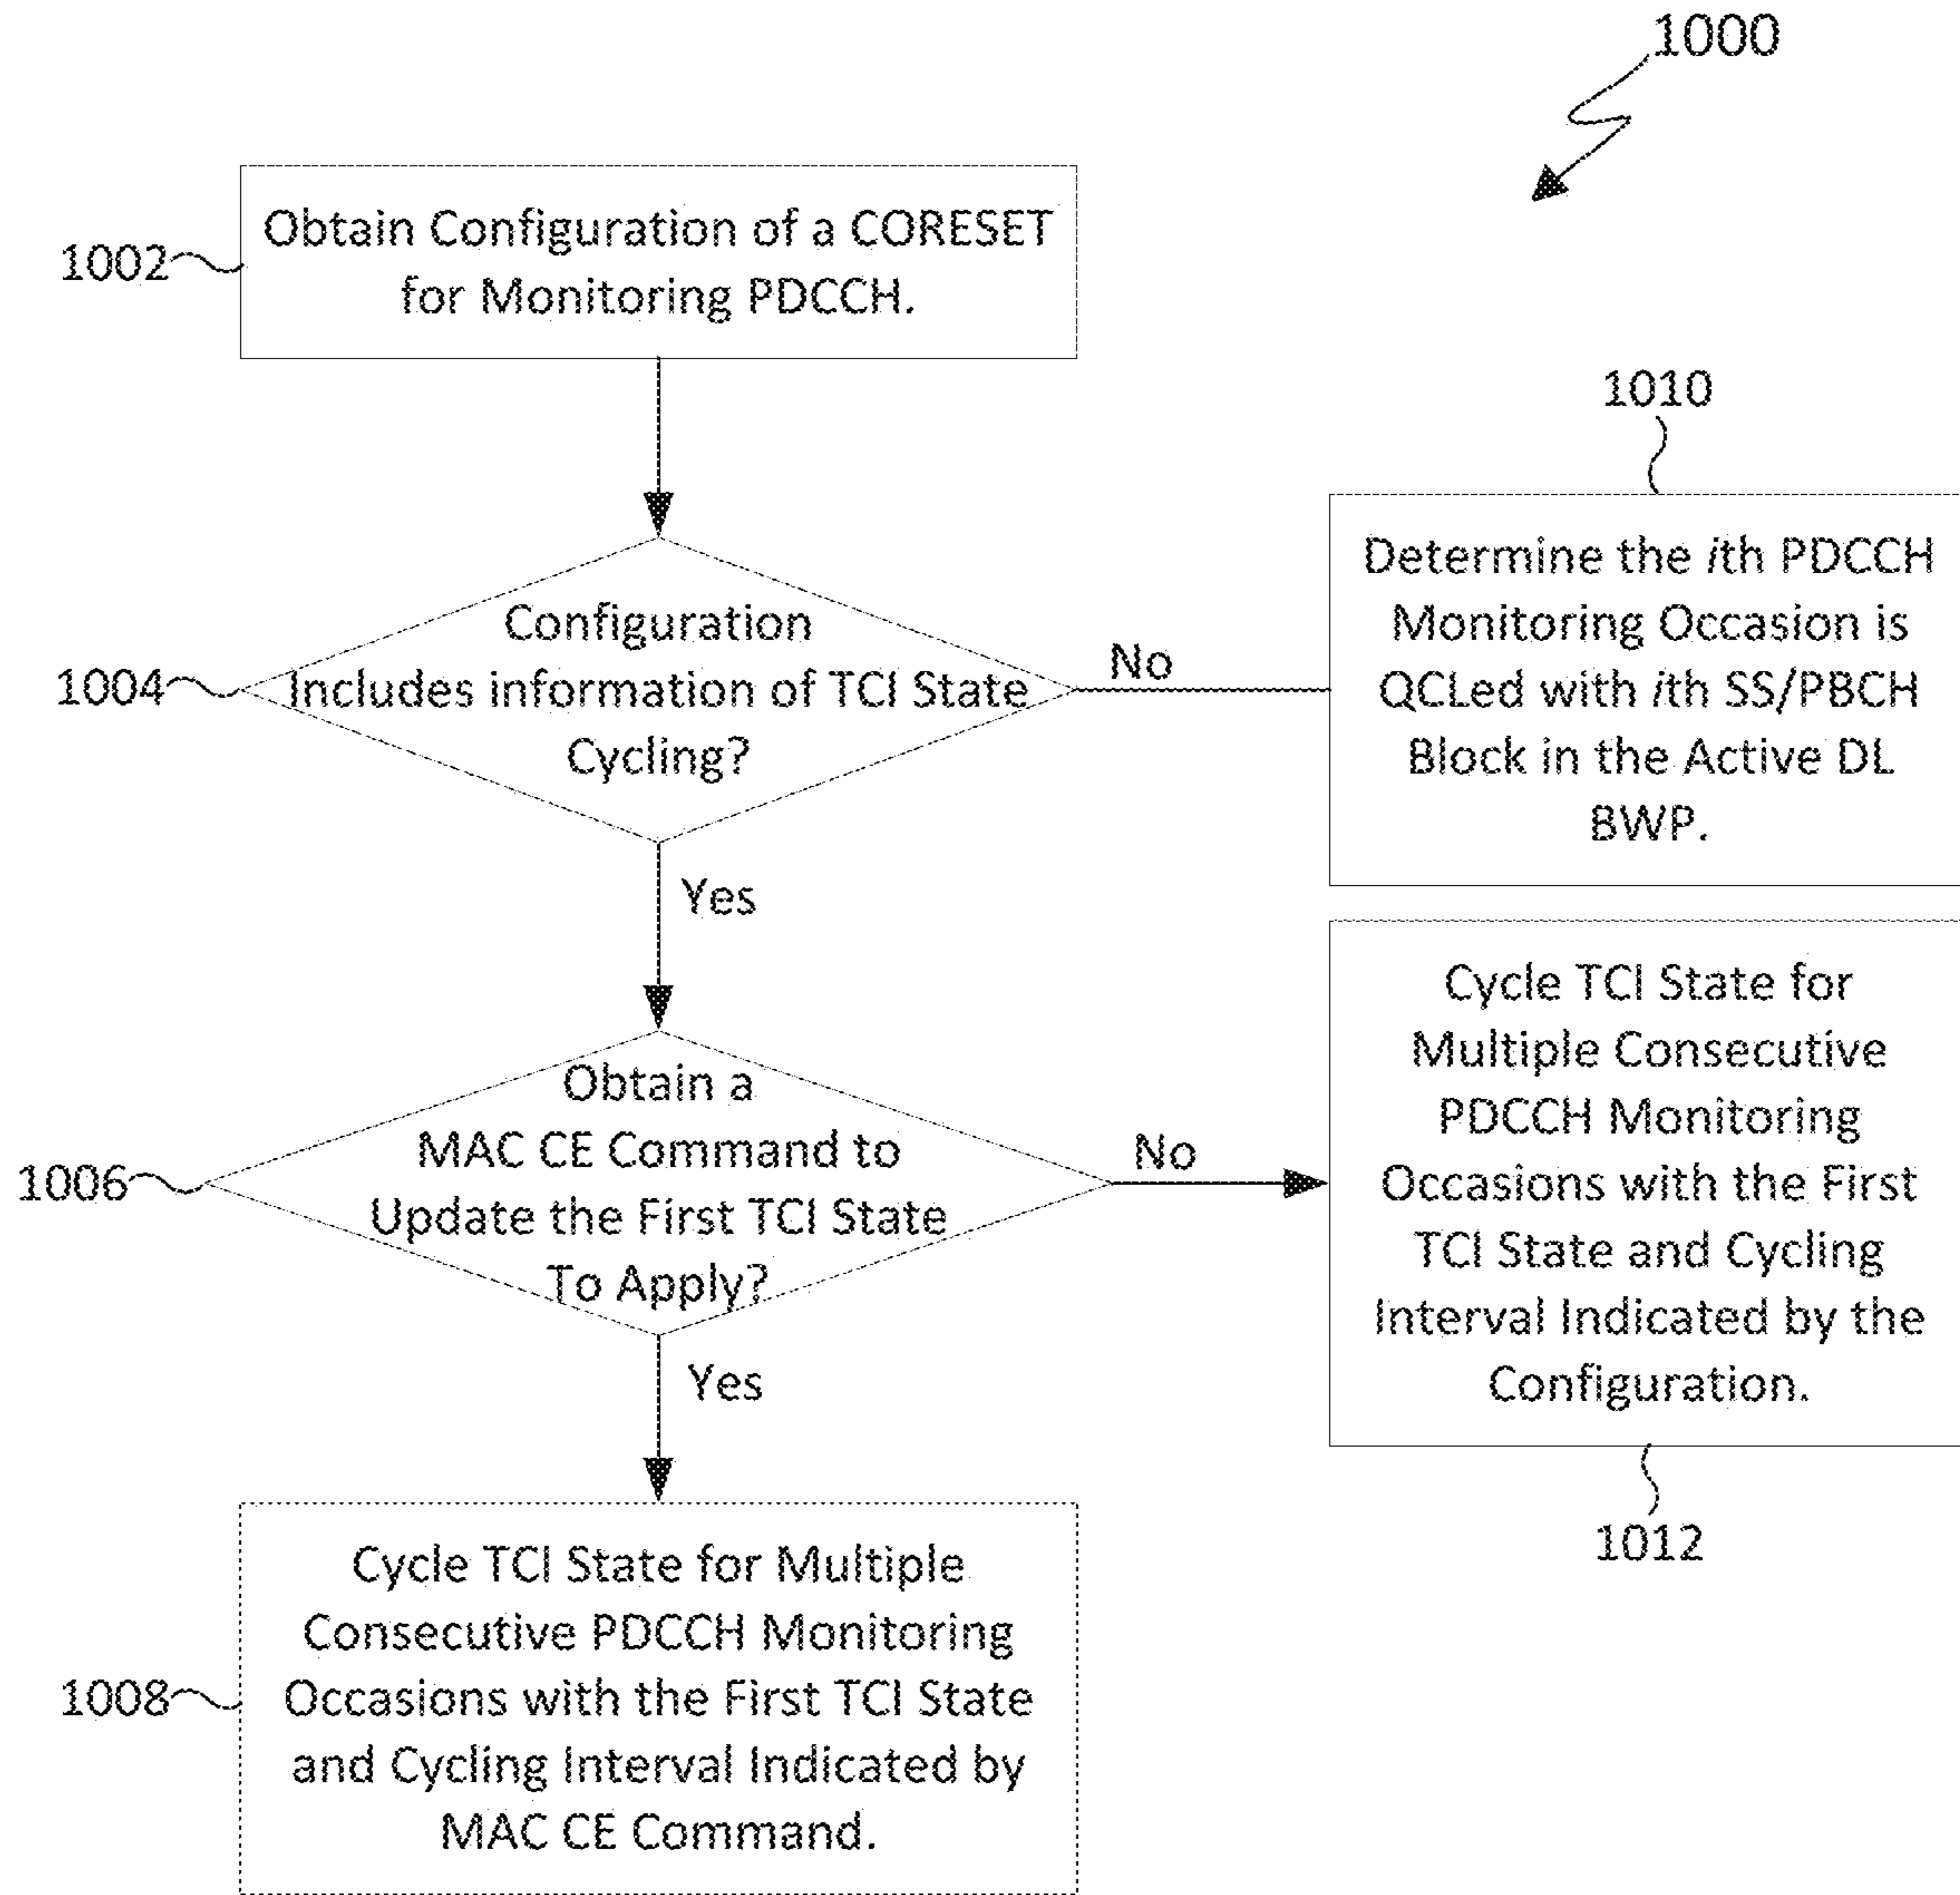 1000
1002
Obtain Configuration of a CORESET
for Monitoring PDCCH.
1004
Configuration
Includes information of TCI State
Cycling?
No
1010
Determine the ith PDCCH
Monitoring Occasion is
QCLed with ith SS/PBCH
Block in the Active DL
BWP.
Yes
1006
Obtain a
MAC CE Command to
Update the First TCI State
To Apply?
No
Cycle TCI State for
Multiple Consecutive
PDCCH Monitoring
Occasions with the First
TCI State and Cycling
Interval Indicated by the
Configuration.
1012
Yes
1008
Cycle TCI State for Multiple
Consecutive PDCCH Monitoring
Occasions with the First TCI State
and Cycling Interval Indicated by
MAC CE Command.